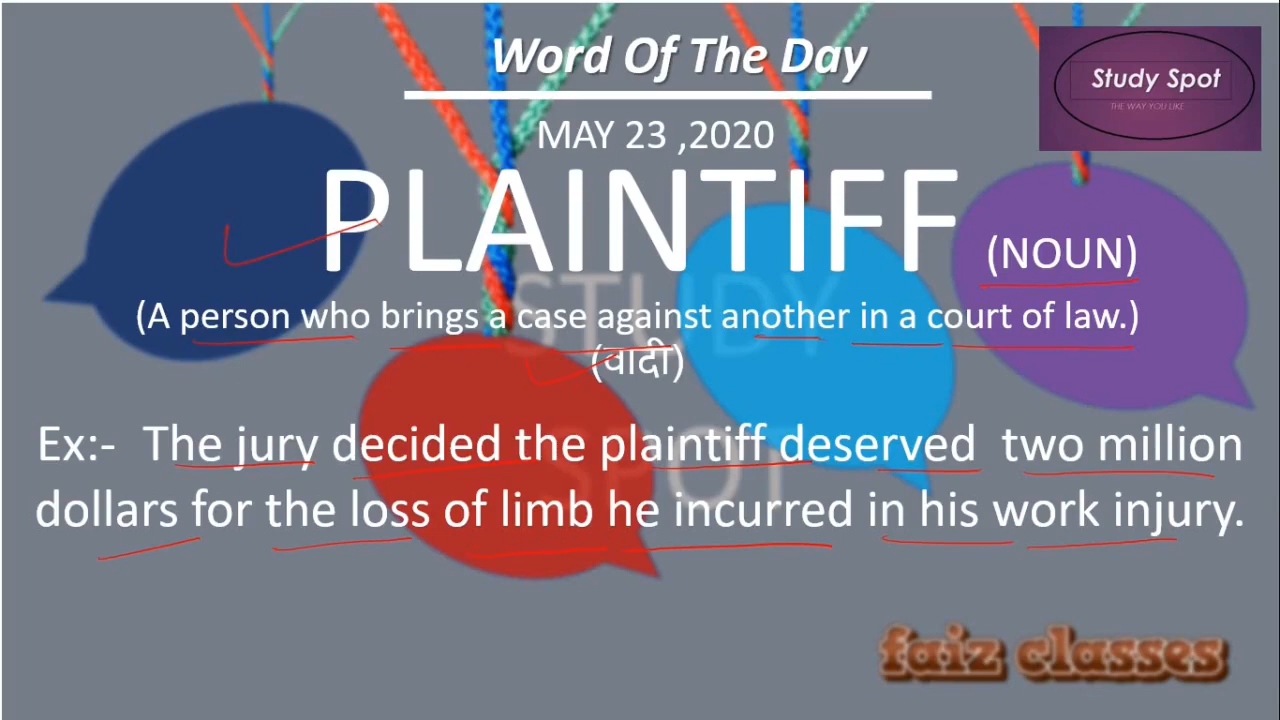 Word Of The Day
Study Spot
THE WAY YOU LIKE
MAY 23 ,2020
PLAINTIFF (NOUN)
(A person who brings a case against another in a court of law.)
(वादी)
STUDY
SPOT
Ex:- The jury decided the plaintiff deserved two million
dollars for the loss of limb he incurred in his work injury.
faiz classes